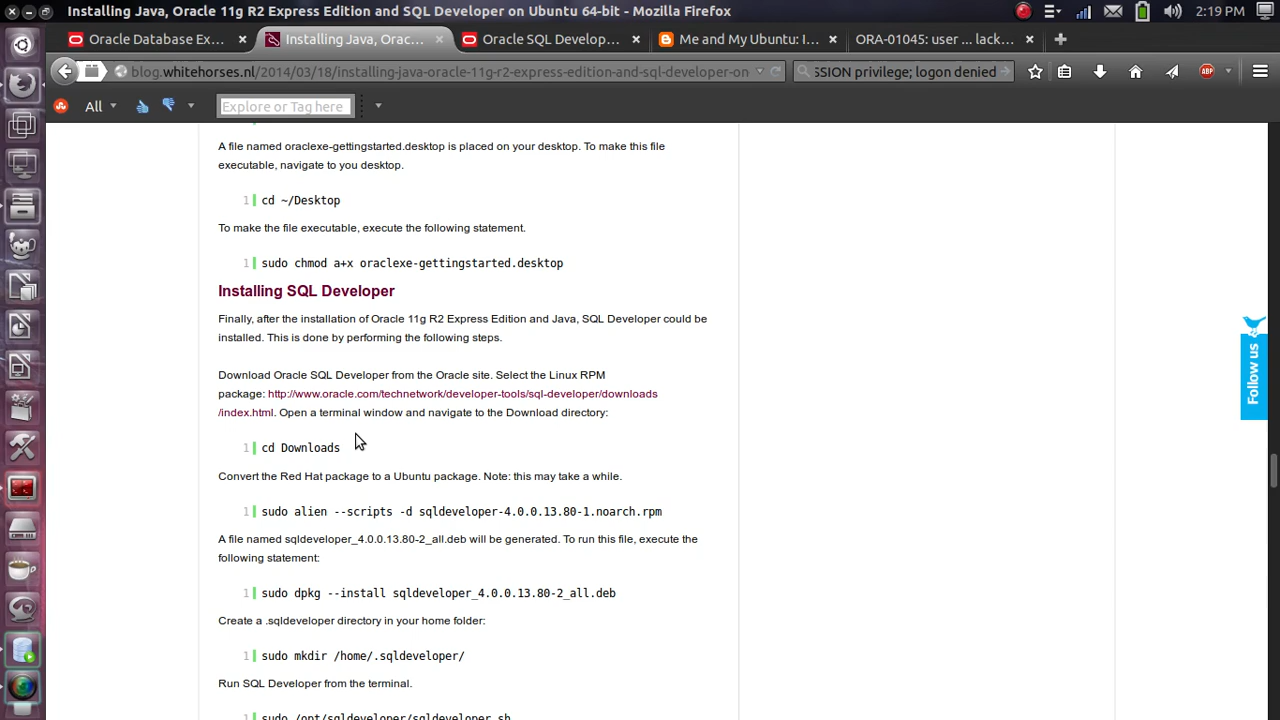 Installing Java, Oracle 11g R2 Express Edition and SQL Developer on Ubuntu 64-bit - Mozilla Firefox
2:19 PM
Oracle Database Ex... ×
Installing Java, Orac... ×
Oracle SQL Develop... ×
Me and My Ubuntu: I... ×
ORA-01045: user ... lack... ×
blog.whitehorses.nl/2014/03/18/installing-java-oracle-11g-r2-express-edition-and-sql-developer-on
SSION privilege; logon denied
ABP
All
Explore or Tag here
A file named oraclexe-gettingstarted.desktop is placed on your desktop. To make this file
executable, navigate to you desktop.
1 cd ~/Desktop
To make the file executable, execute the following statement.
1 sudo chmod a+x oraclexe-gettingstarted.desktop
Installing SQL Developer
Finally, after the installation of Oracle 11g R2 Express Edition and Java, SQL Developer could be
installed. This is done by performing the following steps.
Download Oracle SQL Developer from the Oracle site. Select the Linux RPM
package: http://www.oracle.com/technetwork/developer-tools/sql-developer/downloads
/index.html. Open a terminal window and navigate to the Download directory:
1 cd Downloads
Convert the Red Hat package to a Ubuntu package. Note: this may take a while.
1 sudo alien --scripts -d sqldeveloper-4.0.0.13.80-1.noarch.rpm
A file named sqldeveloper_4.0.0.13.80-2_all.deb will be generated. To run this file, execute the
following statement:
1 sudo dpkg --install sqldeveloper_4.0.0.13.80-2_all.deb
Create a .sqldeveloper directory in your home folder:
1 sudo mkdir /home/.sqldeveloper/
Run SQL Developer from the terminal.
1 sudo /opt/sqldeveloper/sqldeveloper.sh
Follow us